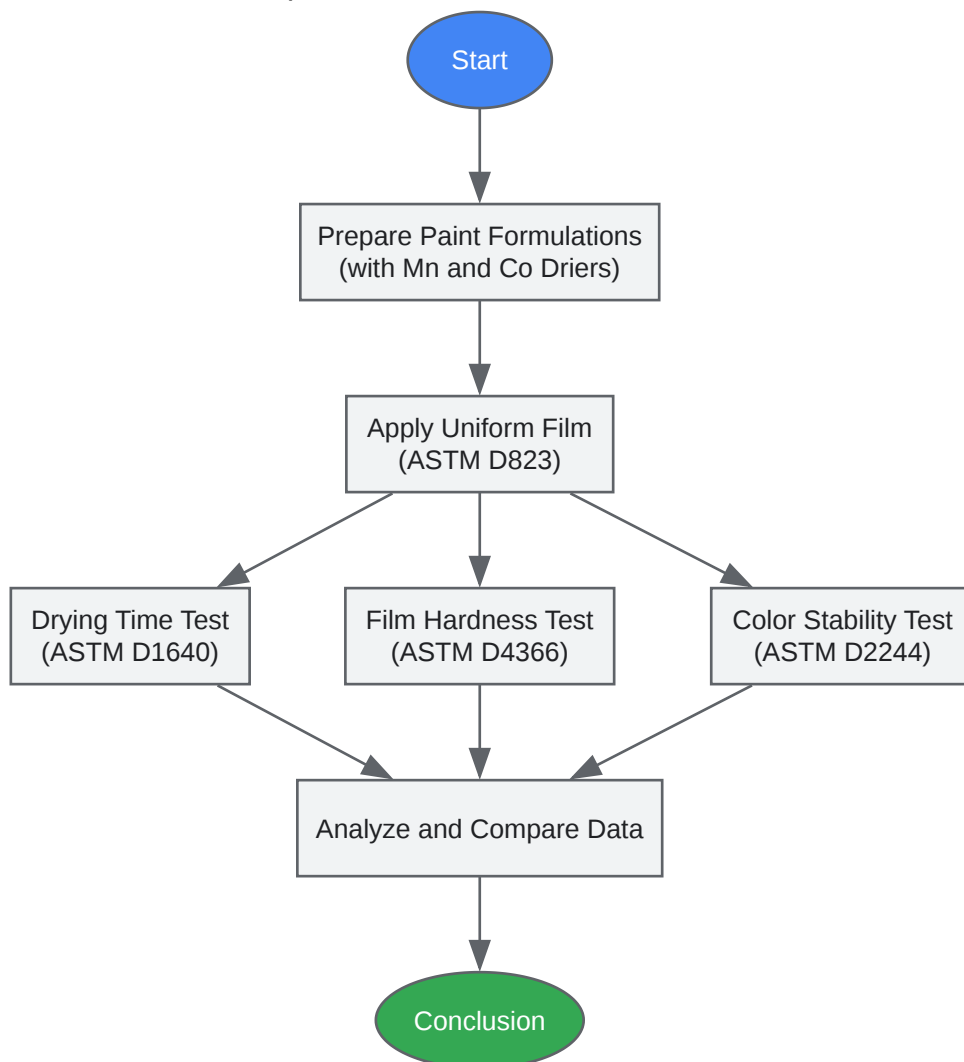 Start
Prepare Paint Formulations
(with Mn and Co Driers)
Apply Uniform Film
(ASTM D823)
Drying Time Test
(ASTM D1640)
Film Hardness Test
(ASTM D4366)
Color Stability Test
(ASTM D2244)
Analyze and Compare Data
Conclusion